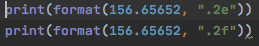 print(format(156.65652, ".2e"))
print(format(156.65652, ".2f"))